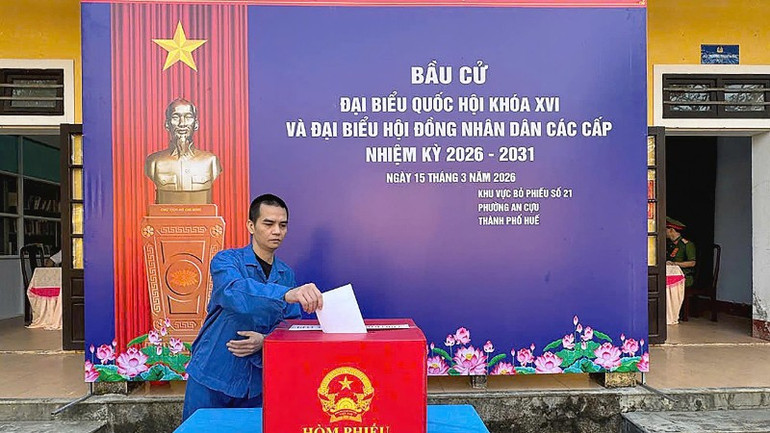 BẦU CỬ
ĐẠI BIỂU QUỐC HỘI KHÓA XVI
VÀ ĐẠI BIỂU HỘI ĐỒNG NHÂN DÂN CÁC CẤP
NHIỆM KỲ 2026 - 2031
NGÀY 15 THÁNG 3 NĂM 2026
KHU VỰC BỎ PHIẾU SỐ 21
PHƯỜNG AN CỰU
THÀNH PHỐ HUẾ
HÒM PHIẾU